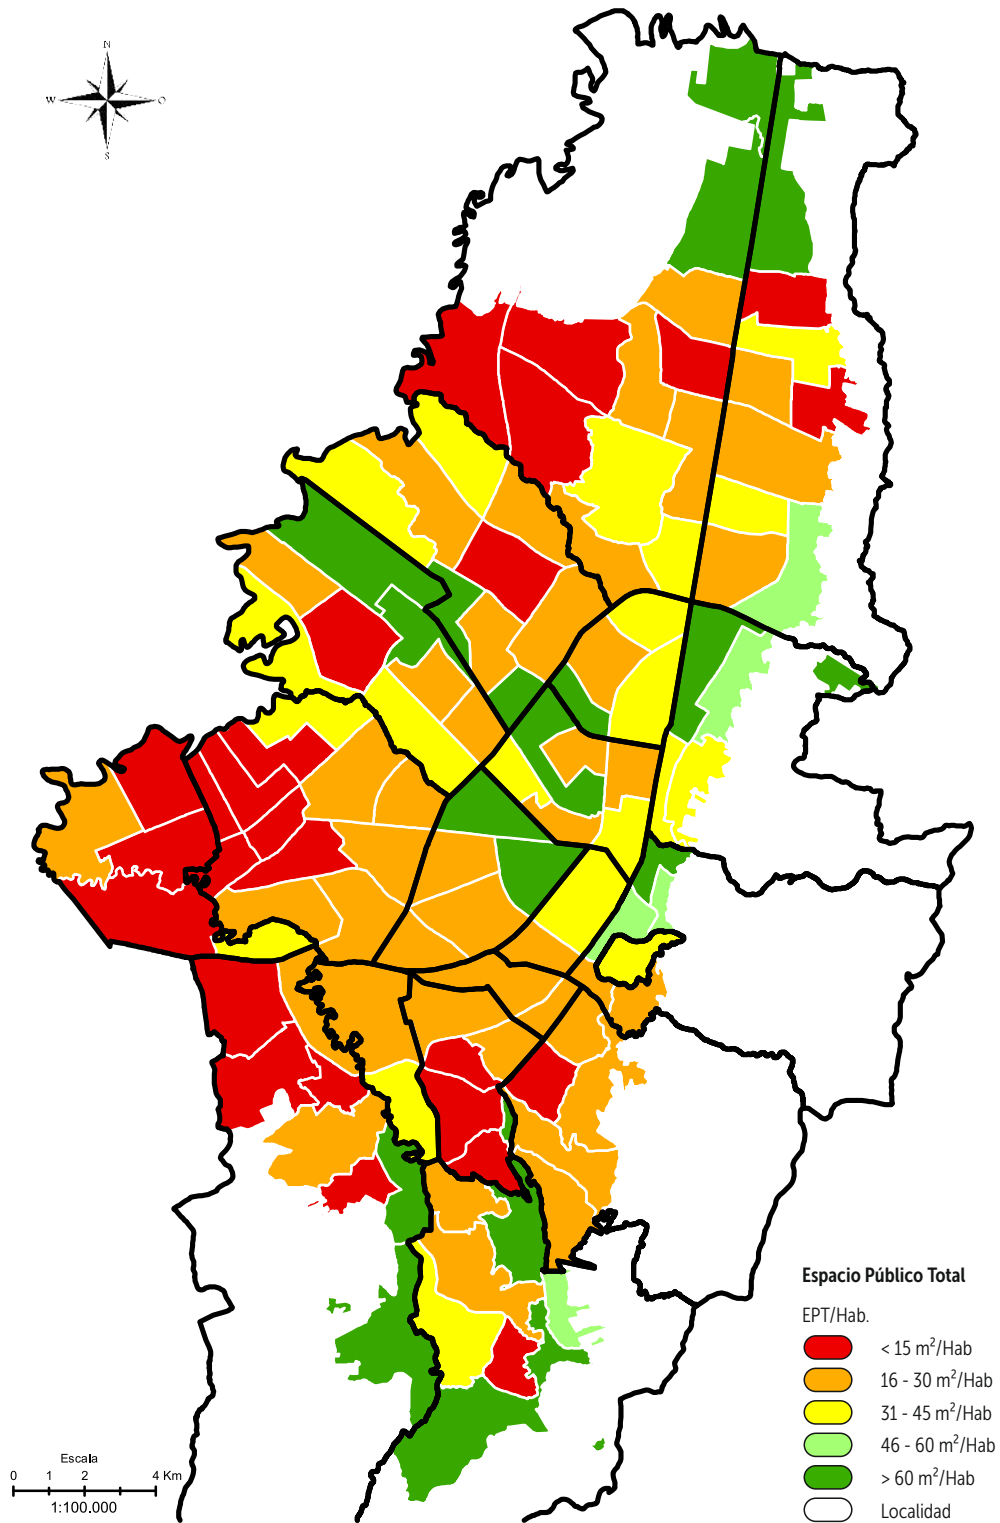 N
W O
S
Espacio Público Total
EPT/Hab.
< 15 m²/Hab
16 - 30 m²/Hab
31 - 45 m²/Hab
46 - 60 m²/Hab
> 60 m²/Hab
Localidad
Escala
0 1 2 4 Km
1:100.000